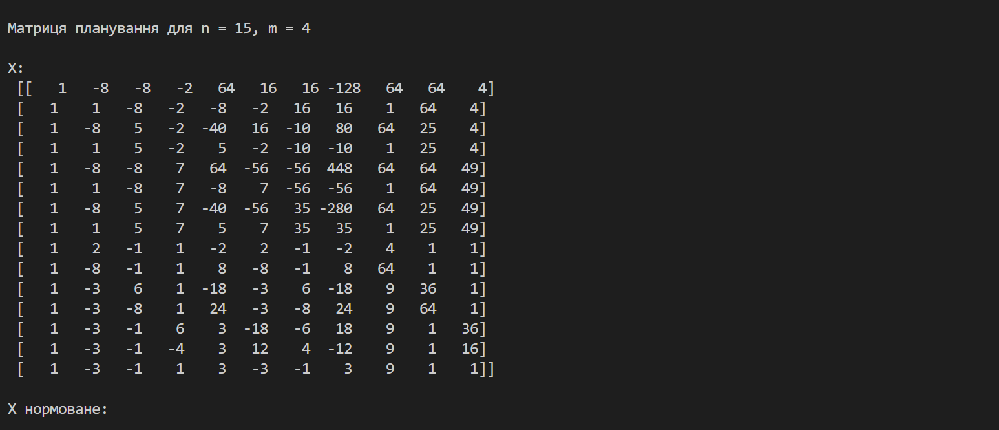 Матриця планування для n = 15, m = 4
X:
[[ 1 -8 -8 -2 64 16 16 -128 64 64 4]
[ 1 1 -8 -2 -8 -2 16 16 1 64 4]
[ 1 -8 5 -2 -40 16 -10 80 64 25 4]
[ 1 1 5 -2 5 -2 -10 -10 1 25 4]
[ 1 -8 -8 7 64 -56 -56 448 64 64 49]
[ 1 1 -8 7 -8 7 -56 -56 1 64 49]
[ 1 -8 5 7 -40 -56 35 -280 64 25 49]
[ 1 1 5 7 5 7 35 35 1 25 49]
[ 1 2 -1 1 -2 2 -1 -2 4 1 1]
[ 1 -8 -1 1 8 -8 -1 8 64 1 1]
[ 1 -3 6 1 -18 -3 6 -18 9 36 1]
[ 1 -3 -8 1 24 -3 -8 24 9 64 1]
[ 1 -3 -1 6 3 -18 -6 18 9 1 36]
[ 1 -3 -1 -4 3 12 4 -12 9 1 16]
[ 1 -3 -1 1 3 -3 -1 3 9 1 1]]
X нормоване: